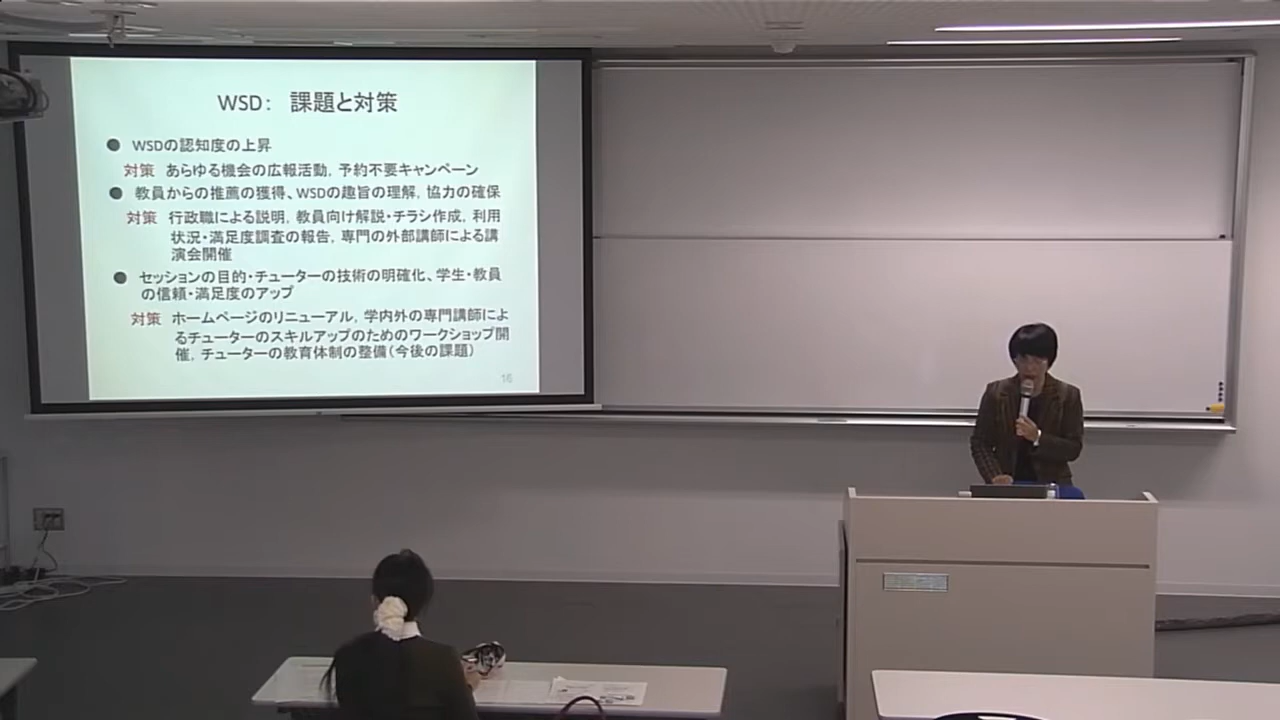 WSD: 課題と対策
● WSDの認知度の上昇
対策 あらゆる機会の広報活動, 予約不要キャンペーン
● 教員からの推薦の獲得、WSDの趣旨の理解, 協力の確保
対策 行政職による説明, 教員向け解説・チラシ作成, 利用
状況・満足度調査の報告, 専門の外部講師による講
演会開催
● セッションの目的・チューターの技術の明確化、学生・教員
の信頼・満足度のアップ
対策 ホームページのリニューアル, 学内外の専門講師によ
るチューターのスキルアップのためのワークショップ開
催, チューターの教育体制の整備(今後の課題)
16